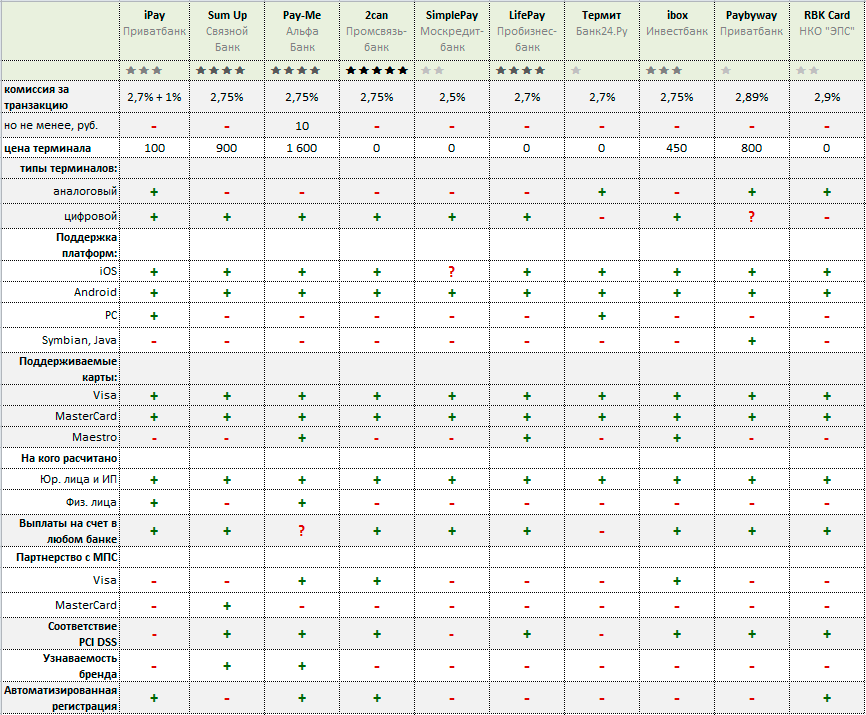 iPay Sum Up Pay-Me 2can SimplePay LifePay Термит ibox Paybyway RBK Card
Приватбанк Связной Альфа Промсвязь- Москредит- Пробизнес- Банк24.Ру Инвестбанк Приватбанк НКО "ЭПС"
Банк Банк банк банк банк
★★★ ★★★★ ★★★★ ★★★★★ ★★ ★★★★ ★ ★★★ ★ ★★
комиссия за
транзакцию 2,7% + 1% 2,75% 2,75% 2,75% 2,5% 2,7% 2,7% 2,75% 2,89% 2,9%
но не менее, руб. - - 10 - - - - - - -
цена терминала 100 900 1 600 0 0 0 0 450 800 0
типы терминалов:
аналоговый + - - - - - + - + +
цифровой + + + + + + - + ? -
Поддержка
платформ:
iOS + + + + ? + + + + +
Android + + + + + + + + + +
PC + - - - - - + - - -
Symbian, Java - - - - - - - - + -
Поддерживаемые
карты:
Visa + + + + + + + + + +
MasterCard + + + + + + + + + +
Maestro - - + - - + - + - -
На кого расчитано
Юр. лица и ИП + + + + + + + + + +
Физ. лица + - + - - - - - - -
Выплаты на счет в
любом банке + + ? + + + - + + +
Партнерство с МПС
Visa - - + + - - - + - -
MasterCard - + - - - - - - - -
Соответствие
PCI DSS - + + + - + - + + +
Узнаваемость
бренда - + + - - - - - - -
Автоматизированная
регистрация + - + + - - - - - +